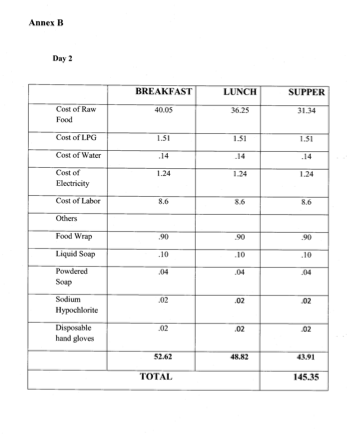 Annex B
Day 2
BREAKFAST LUNCH SUPPER
Cost of Raw Food 40.05 36.25 31.34
Cost of LPG 1.51 1.51 1.51
Cost of Water .14 .14 .14
Cost of Electricity 1.24 1.24 1.24
Cost of Labor 8.6 8.6 8.6
Others
Food Wrap .90 .90 .90
Liquid Soap .10 .10 .10
Powdered Soap .04 .04 .04
Sodium Hypochlorite .02 .02 .02
Disposable hand gloves .02 .02 .02
52.62 48.82 43.91
TOTAL 145.35